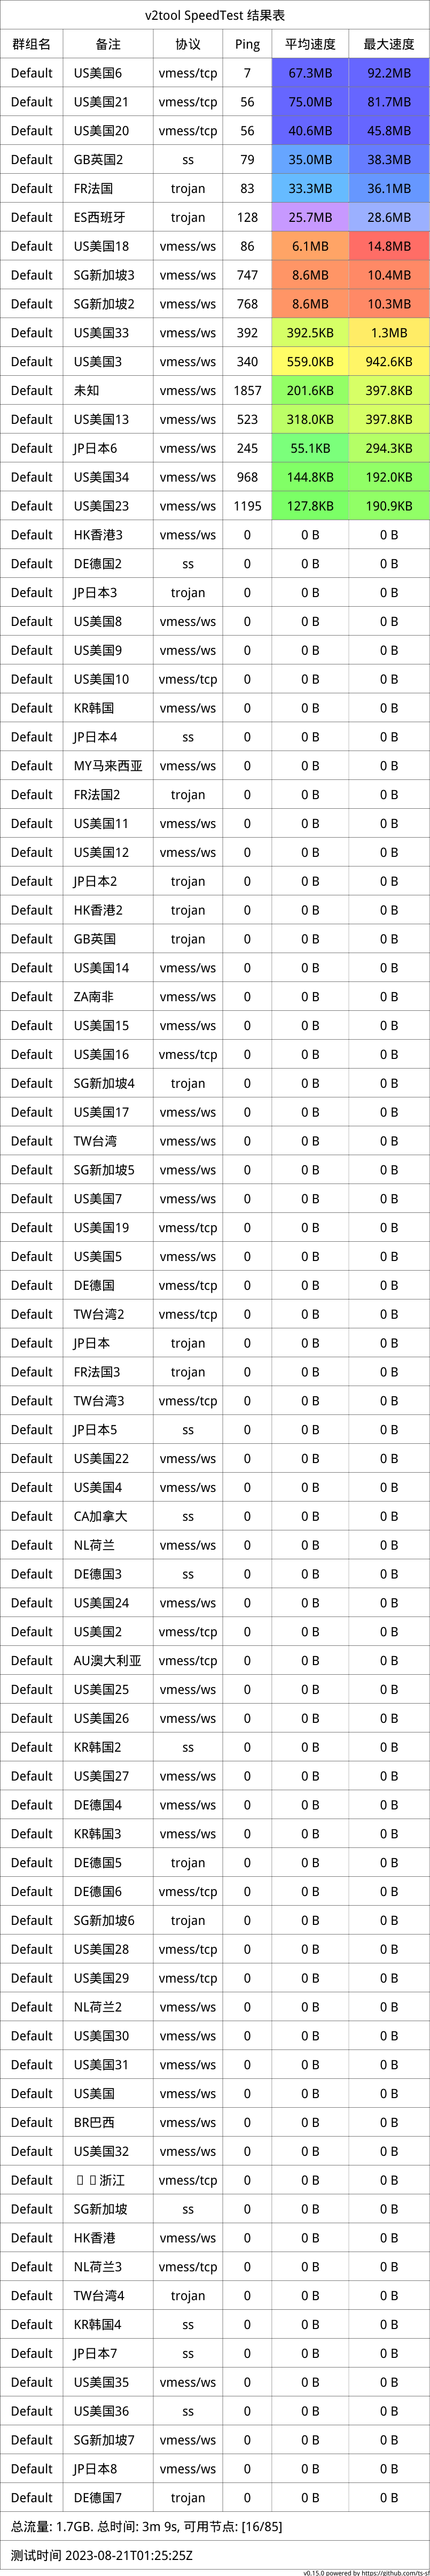 v2tool SpeedTest 结果表
群组名 备注 协议 Ping 平均速度 最大速度
Default US美国6 vmess/tcp 7 67.3MB 92.2MB
Default US美国21 vmess/tcp 56 75.0MB 81.7MB
Default US美国20 vmess/tcp 56 40.6MB 45.8MB
Default GB英国2 ss 79 35.0MB 38.3MB
Default FR法国 trojan 83 33.3MB 36.1MB
Default ES西班牙 trojan 128 25.7MB 28.6MB
Default US美国18 vmess/ws 86 6.1MB 14.8MB
Default SG新加坡3 vmess/ws 747 8.6MB 10.4MB
Default SG新加坡2 vmess/ws 768 8.6MB 10.3MB
Default US美国33 vmess/ws 392 392.5KB 1.3MB
Default US美国3 vmess/ws 340 559.0KB 942.6KB
Default 未知 vmess/ws 1857 201.6KB 397.8KB
Default US美国13 vmess/ws 523 318.0KB 397.8KB
Default JP日本6 vmess/ws 245 55.1KB 294.3KB
Default US美国34 vmess/ws 968 144.8KB 192.0KB
Default US美国23 vmess/ws 1195 127.8KB 190.9KB
Default HK香港3 vmess/ws 0 0 B 0 B
Default DE德国2 ss 0 0 B 0 B
Default JP日本3 trojan 0 0 B 0 B
Default US美国8 vmess/ws 0 0 B 0 B
Default US美国9 vmess/ws 0 0 B 0 B
Default US美国10 vmess/tcp 0 0 B 0 B
Default KR韩国 vmess/ws 0 0 B 0 B
Default JP日本4 ss 0 0 B 0 B
Default MY马来西亚 vmess/ws 0 0 B 0 B
Default FR法国2 trojan 0 0 B 0 B
Default US美国11 vmess/ws 0 0 B 0 B
Default US美国12 vmess/ws 0 0 B 0 B
Default JP日本2 trojan 0 0 B 0 B
Default HK香港2 trojan 0 0 B 0 B
Default GB英国 trojan 0 0 B 0 B
Default US美国14 vmess/ws 0 0 B 0 B
Default ZA南非 vmess/ws 0 0 B 0 B
Default US美国15 vmess/ws 0 0 B 0 B
Default US美国16 vmess/tcp 0 0 B 0 B
Default SG新加坡4 trojan 0 0 B 0 B
Default US美国17 vmess/ws 0 0 B 0 B
Default TW台湾 vmess/ws 0 0 B 0 B
Default SG新加坡5 vmess/ws 0 0 B 0 B
Default US美国7 vmess/ws 0 0 B 0 B
Default US美国19 vmess/tcp 0 0 B 0 B
Default US美国5 vmess/ws 0 0 B 0 B
Default DE德国 vmess/tcp 0 0 B 0 B
Default TW台湾2 vmess/tcp 0 0 B 0 B
Default JP日本 trojan 0 0 B 0 B
Default FR法国3 trojan 0 0 B 0 B
Default TW台湾3 vmess/tcp 0 0 B 0 B
Default JP日本5 ss 0 0 B 0 B
Default US美国22 vmess/ws 0 0 B 0 B
Default US美国4 vmess/ws 0 0 B 0 B
Default CA加拿大 ss 0 0 B 0 B
Default NL荷兰 vmess/ws 0 0 B 0 B
Default DE德国3 ss 0 0 B 0 B
Default US美国24 vmess/ws 0 0 B 0 B
Default US美国2 vmess/tcp 0 0 B 0 B
Default AU澳大利亚 vmess/tcp 0 0 B 0 B
Default US美国25 vmess/ws 0 0 B 0 B
Default US美国26 vmess/ws 0 0 B 0 B
Default KR韩国2 ss 0 0 B 0 B
Default US美国27 vmess/ws 0 0 B 0 B
Default DE德国4 vmess/ws 0 0 B 0 B
Default KR韩国3 vmess/ws 0 0 B 0 B
Default DE德国5 trojan 0 0 B 0 B
Default DE德国6 vmess/tcp 0 0 B 0 B
Default SG新加坡6 trojan 0 0 B 0 B
Default US美国28 vmess/tcp 0 0 B 0 B
Default US美国29 vmess/tcp 0 0 B 0 B
Default NL荷兰2 vmess/ws 0 0 B 0 B
Default US美国30 vmess/ws 0 0 B 0 B
Default US美国31 vmess/ws 0 0 B 0 B
Default US美国 vmess/ws 0 0 B 0 B
Default BR巴西 vmess/ws 0 0 B 0 B
Default US美国32 vmess/ws 0 0 B 0 B
Default 浙江 vmess/tcp 0 0 B 0 B
Default SG新加坡 ss 0 0 B 0 B
Default HK香港 vmess/ws 0 0 B 0 B
Default NL荷兰3 vmess/tcp 0 0 B 0 B
Default TW台湾4 trojan 0 0 B 0 B
Default KR韩国4 ss 0 0 B 0 B
Default JP日本7 ss 0 0 B 0 B
Default US美国35 vmess/ws 0 0 B 0 B
Default US美国36 ss 0 0 B 0 B
Default SG新加坡7 vmess/ws 0 0 B 0 B
Default JP日本8 vmess/ws 0 0 B 0 B
Default DE德国7 trojan 0 0 B 0 B
总流量: 1.7GB. 总时间: 3m 9s, 可用节点: [16/85]
测试时间 2023-08-21T01:25:25Z
v0.15.0 powered by https://github.com/ts-sf